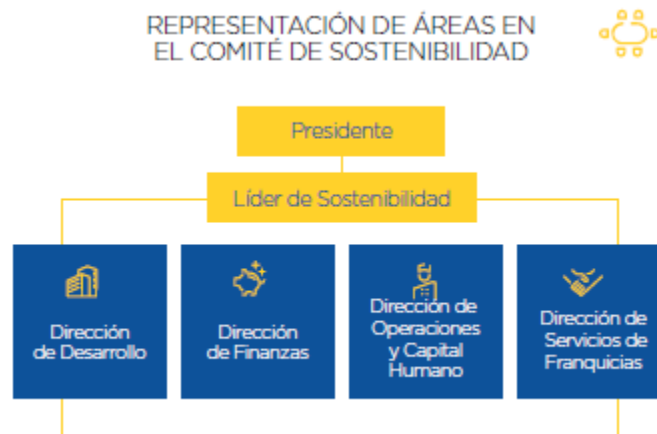 REPRESENTACIÓN DE ÁREAS EN
EL COMITÉ DE SOSTENIBILIDAD
Presidente
Líder de Sostenibilidad
Dirección
de Desarrollo
Dirección
de Finanzas
Dirección de
Operaciones
y Capital
Humano
Dirección de
Servicios de
Franquicias